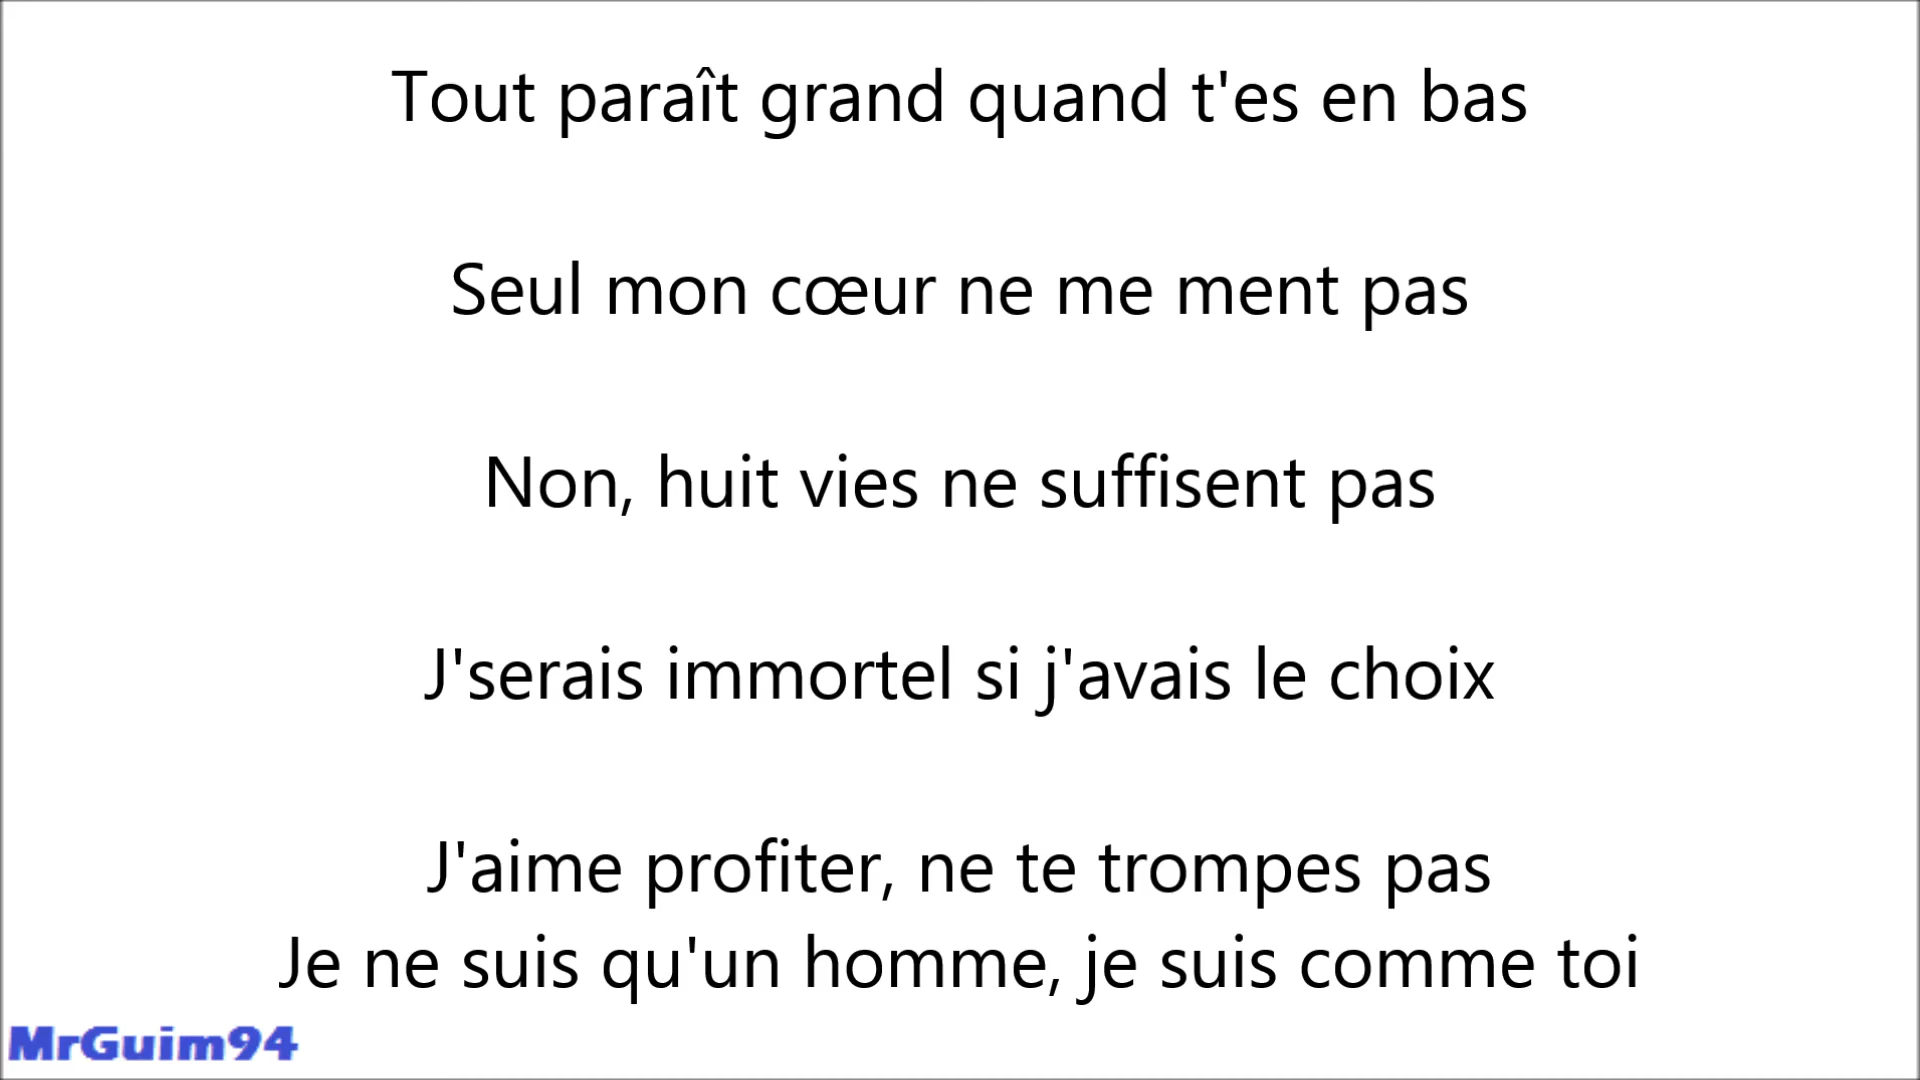 Tout paraît grand quand t'es en bas
Seul mon cœur ne me ment pas
Non, huit vies ne suffisent pas
J'serais immortel si j'avais le choix
J'aime profiter, ne te trompes pas
Je ne suis qu'un homme, je suis comme toi
MrGuim94